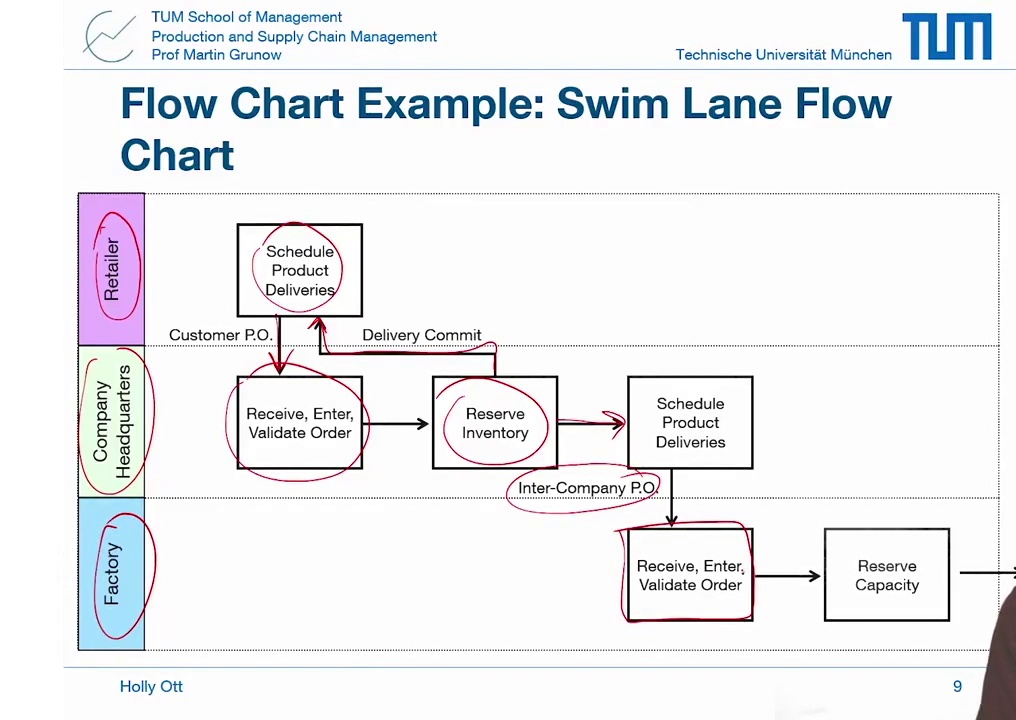 TUM School of Management
Production and Supply Chain Management
Prof Martin Grunow
Technische Universität München
TUM
Flow Chart Example: Swim Lane Flow
Chart
Retailer
Schedule
Product
Deliveries
Customer P.O.
Delivery Commit
Company
Headquarters
Receive, Enter,
Validate Order
Reserve
Inventory
Schedule
Product
Deliveries
Inter-Company P.O.
Factory
Receive, Enter,
Validate Order
Reserve
Capacity
Holly Ott
9